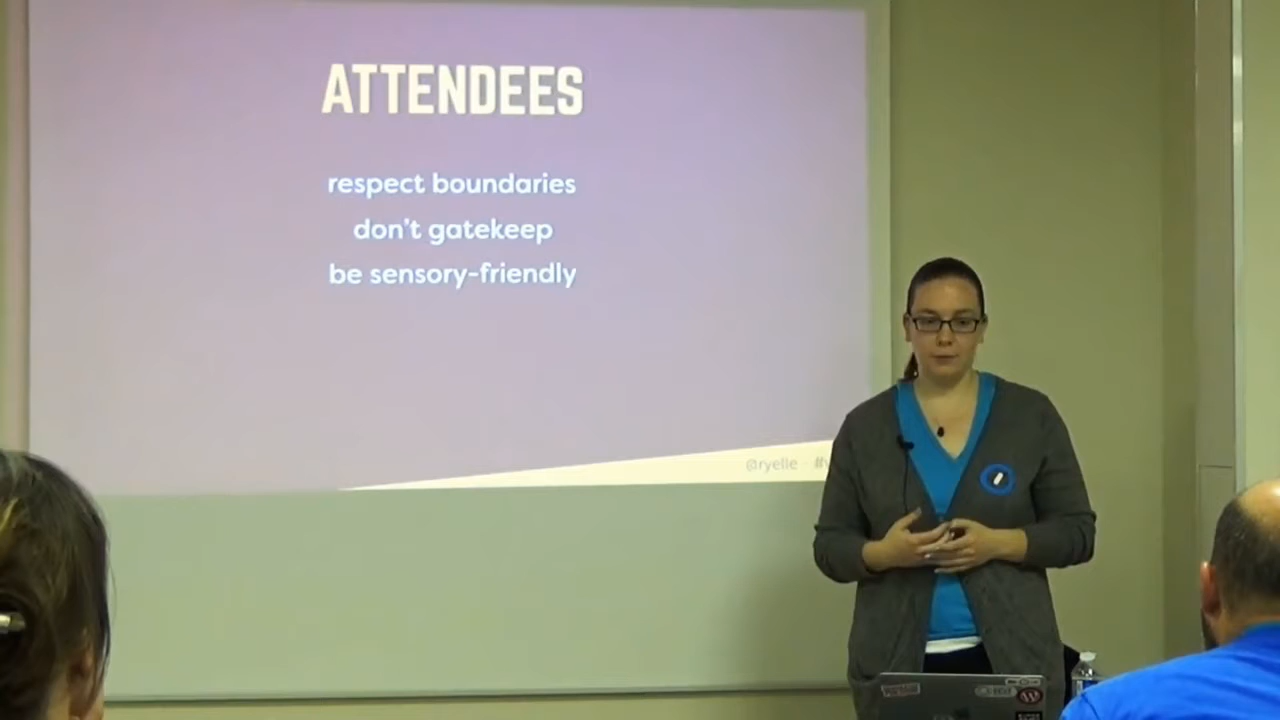 ATTENDEES
respect boundaries
don't gatekeep
be sensory-friendly
@ryelle